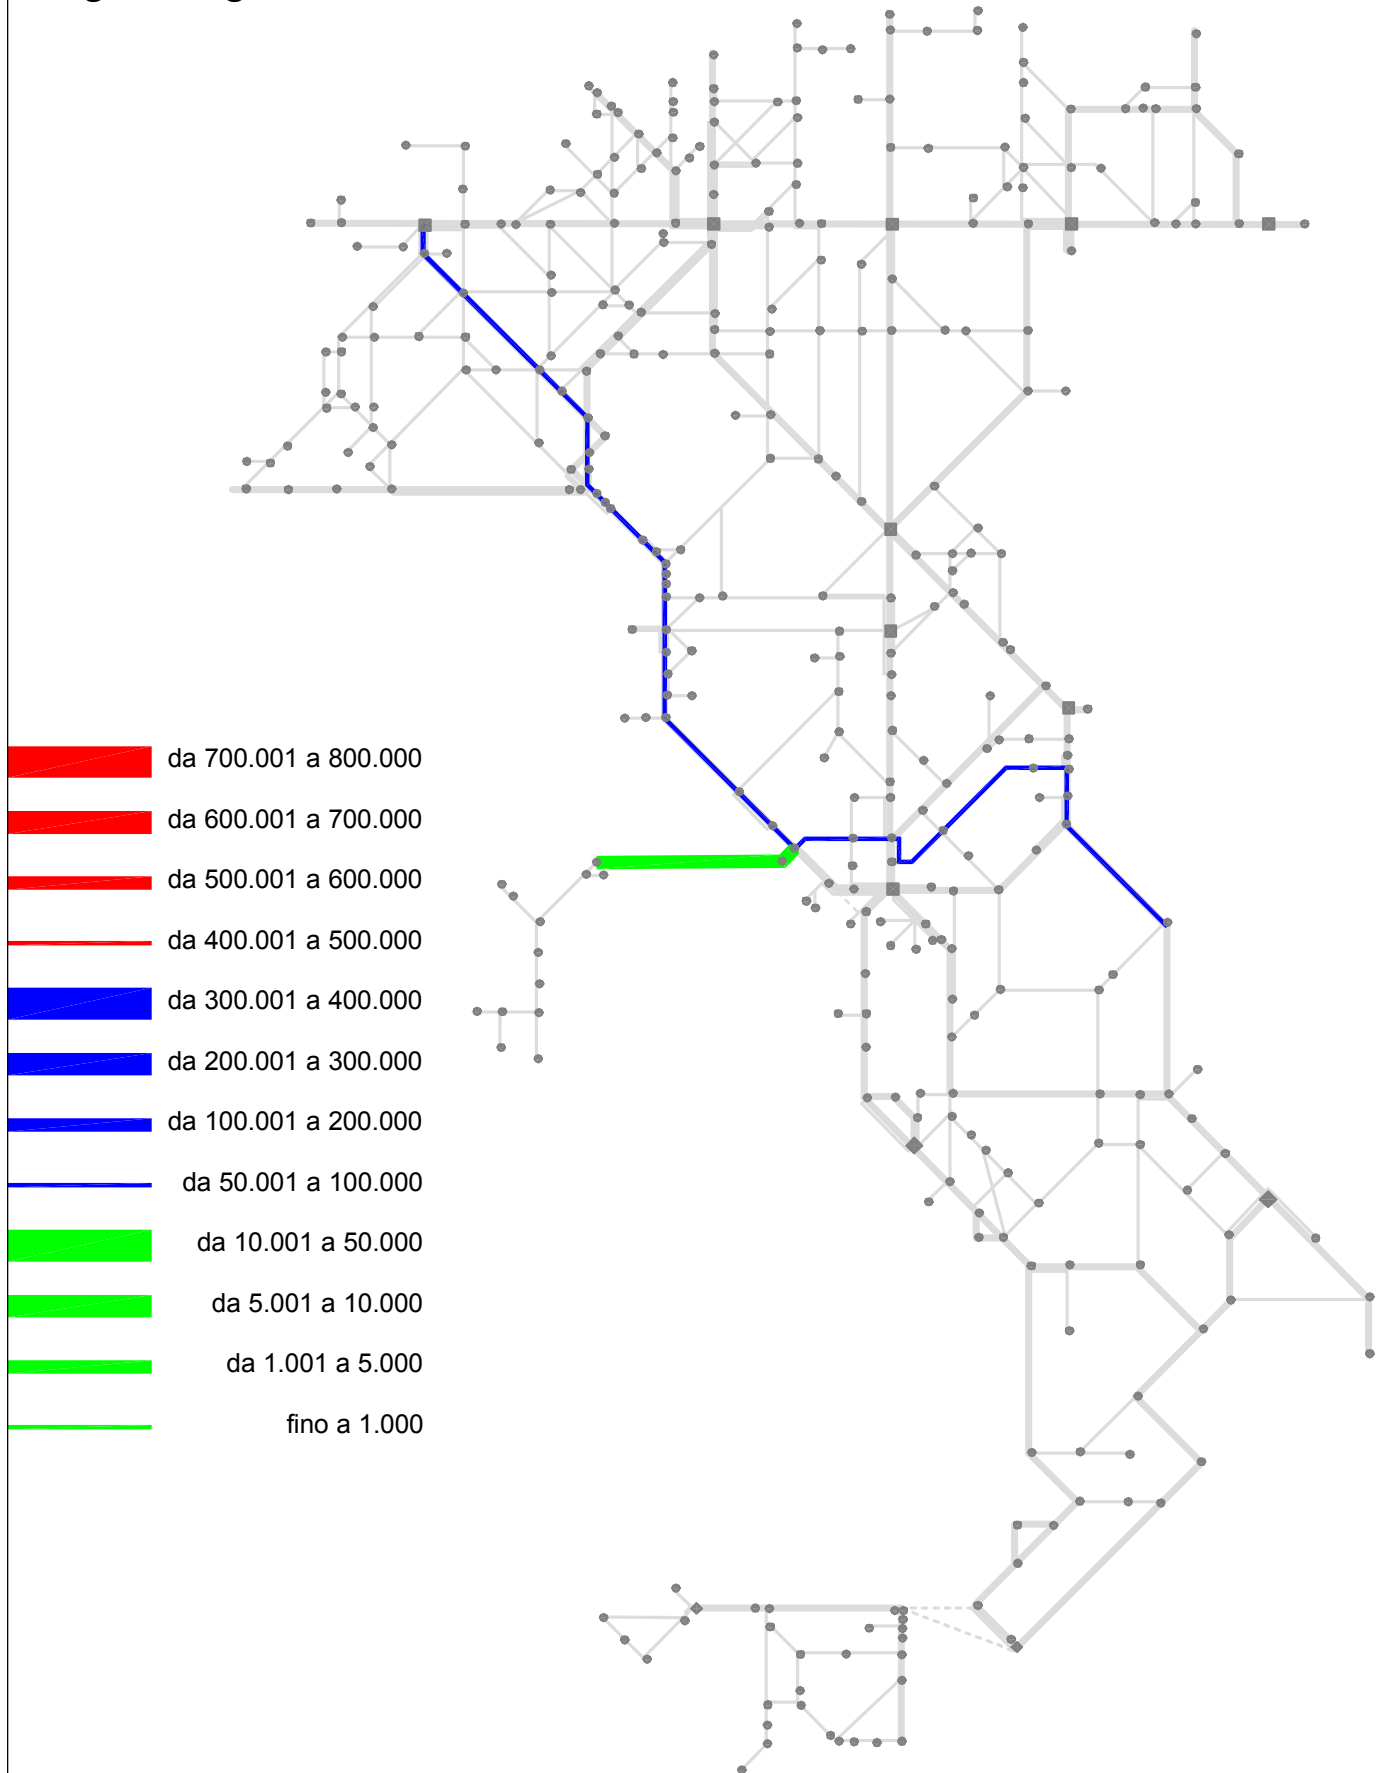 da 700.001 a 800.000
da 600.001 a 700.000
da 500.001 a 600.000
da 400.001 a 500.000
da 300.001 a 400.000
da 200.001 a 300.000
da 100.001 a 200.000
da 50.001 a 100.000
da 10.001 a 50.000
da 5.001 a 10.000
da 1.001 a 5.000
fino a 1.000